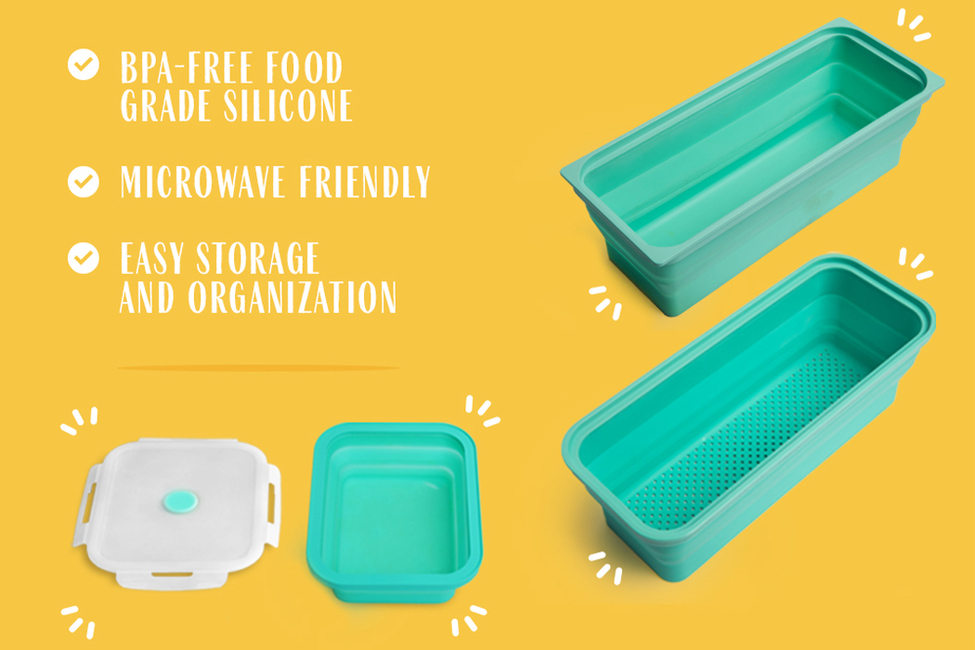 BPA-FREE FOOD
GRADE SILICONE
MICROWAVE FRIENDLY
EASY STORAGE
AND ORGANIZATION